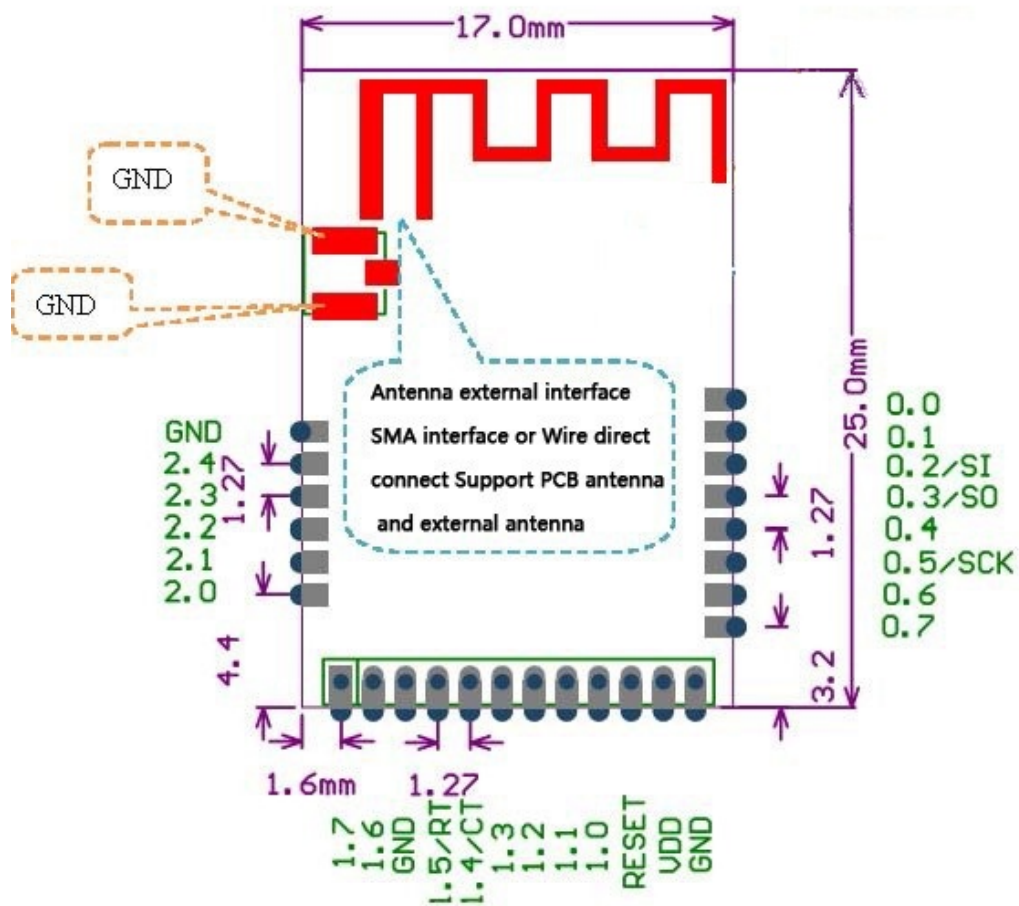 17.0mm
GND
GND
25.0mm
Antenna external interface
SMA interface or Wire direct
connect Support PCB antenna
and external antenna
GND
2.4
2.3
2.2
2.1
2.0
1.27
4.4
0.0
0.1
0.2/SI
0.3/SO
0.4
0.5/SCK
0.6
0.7
1.27
3.2
1.6mm
1.27
1.7
1.6
GND
1.5/RT
1.4/CT
1.3
1.2
1.1
1.0
RESET
VDD
GND